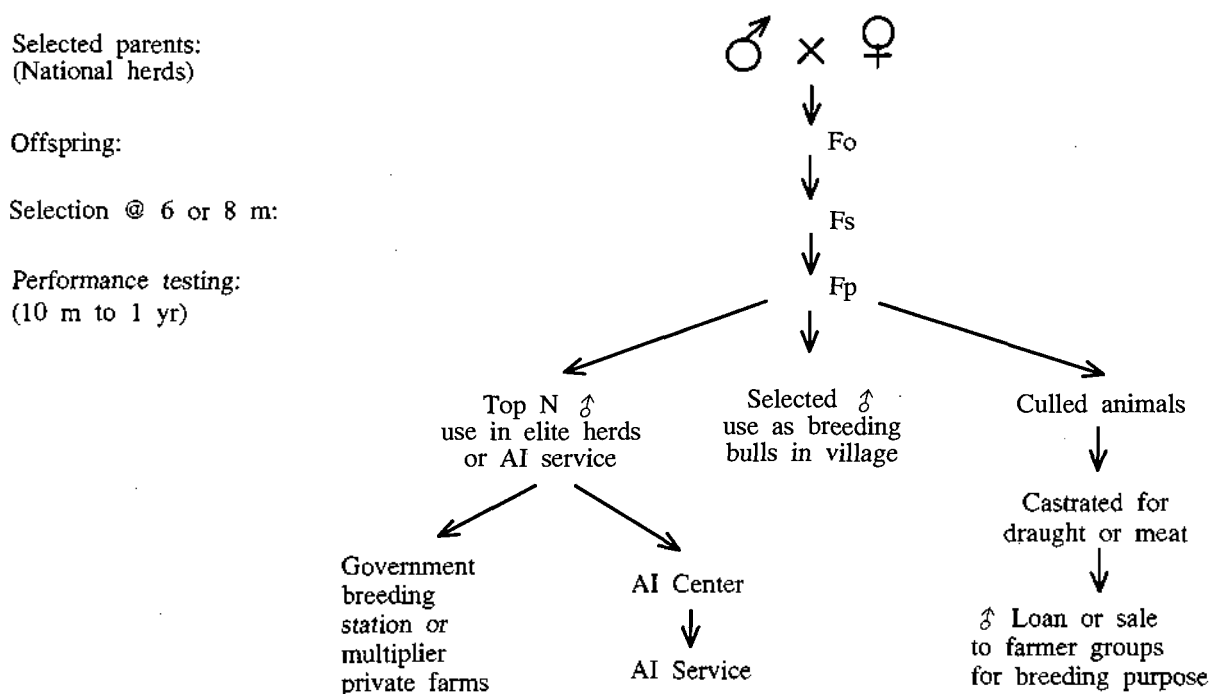 Selected parents:
(National herds)
♂ × ♀
Offspring:
Fo
Selection @ 6 or 8 m:
Fs
Performance testing:
(10 m to 1 yr)
Fp
Top N ♂
use in elite herds
or AI service
Selected ♂
use as breeding
bulls in village
Culled animals
Castrated for
draught or meat
Government
breeding
station or
multiplier
private farms
AI Center
AI Service
♂ Loan or sale
to farmer groups
for breeding purpose